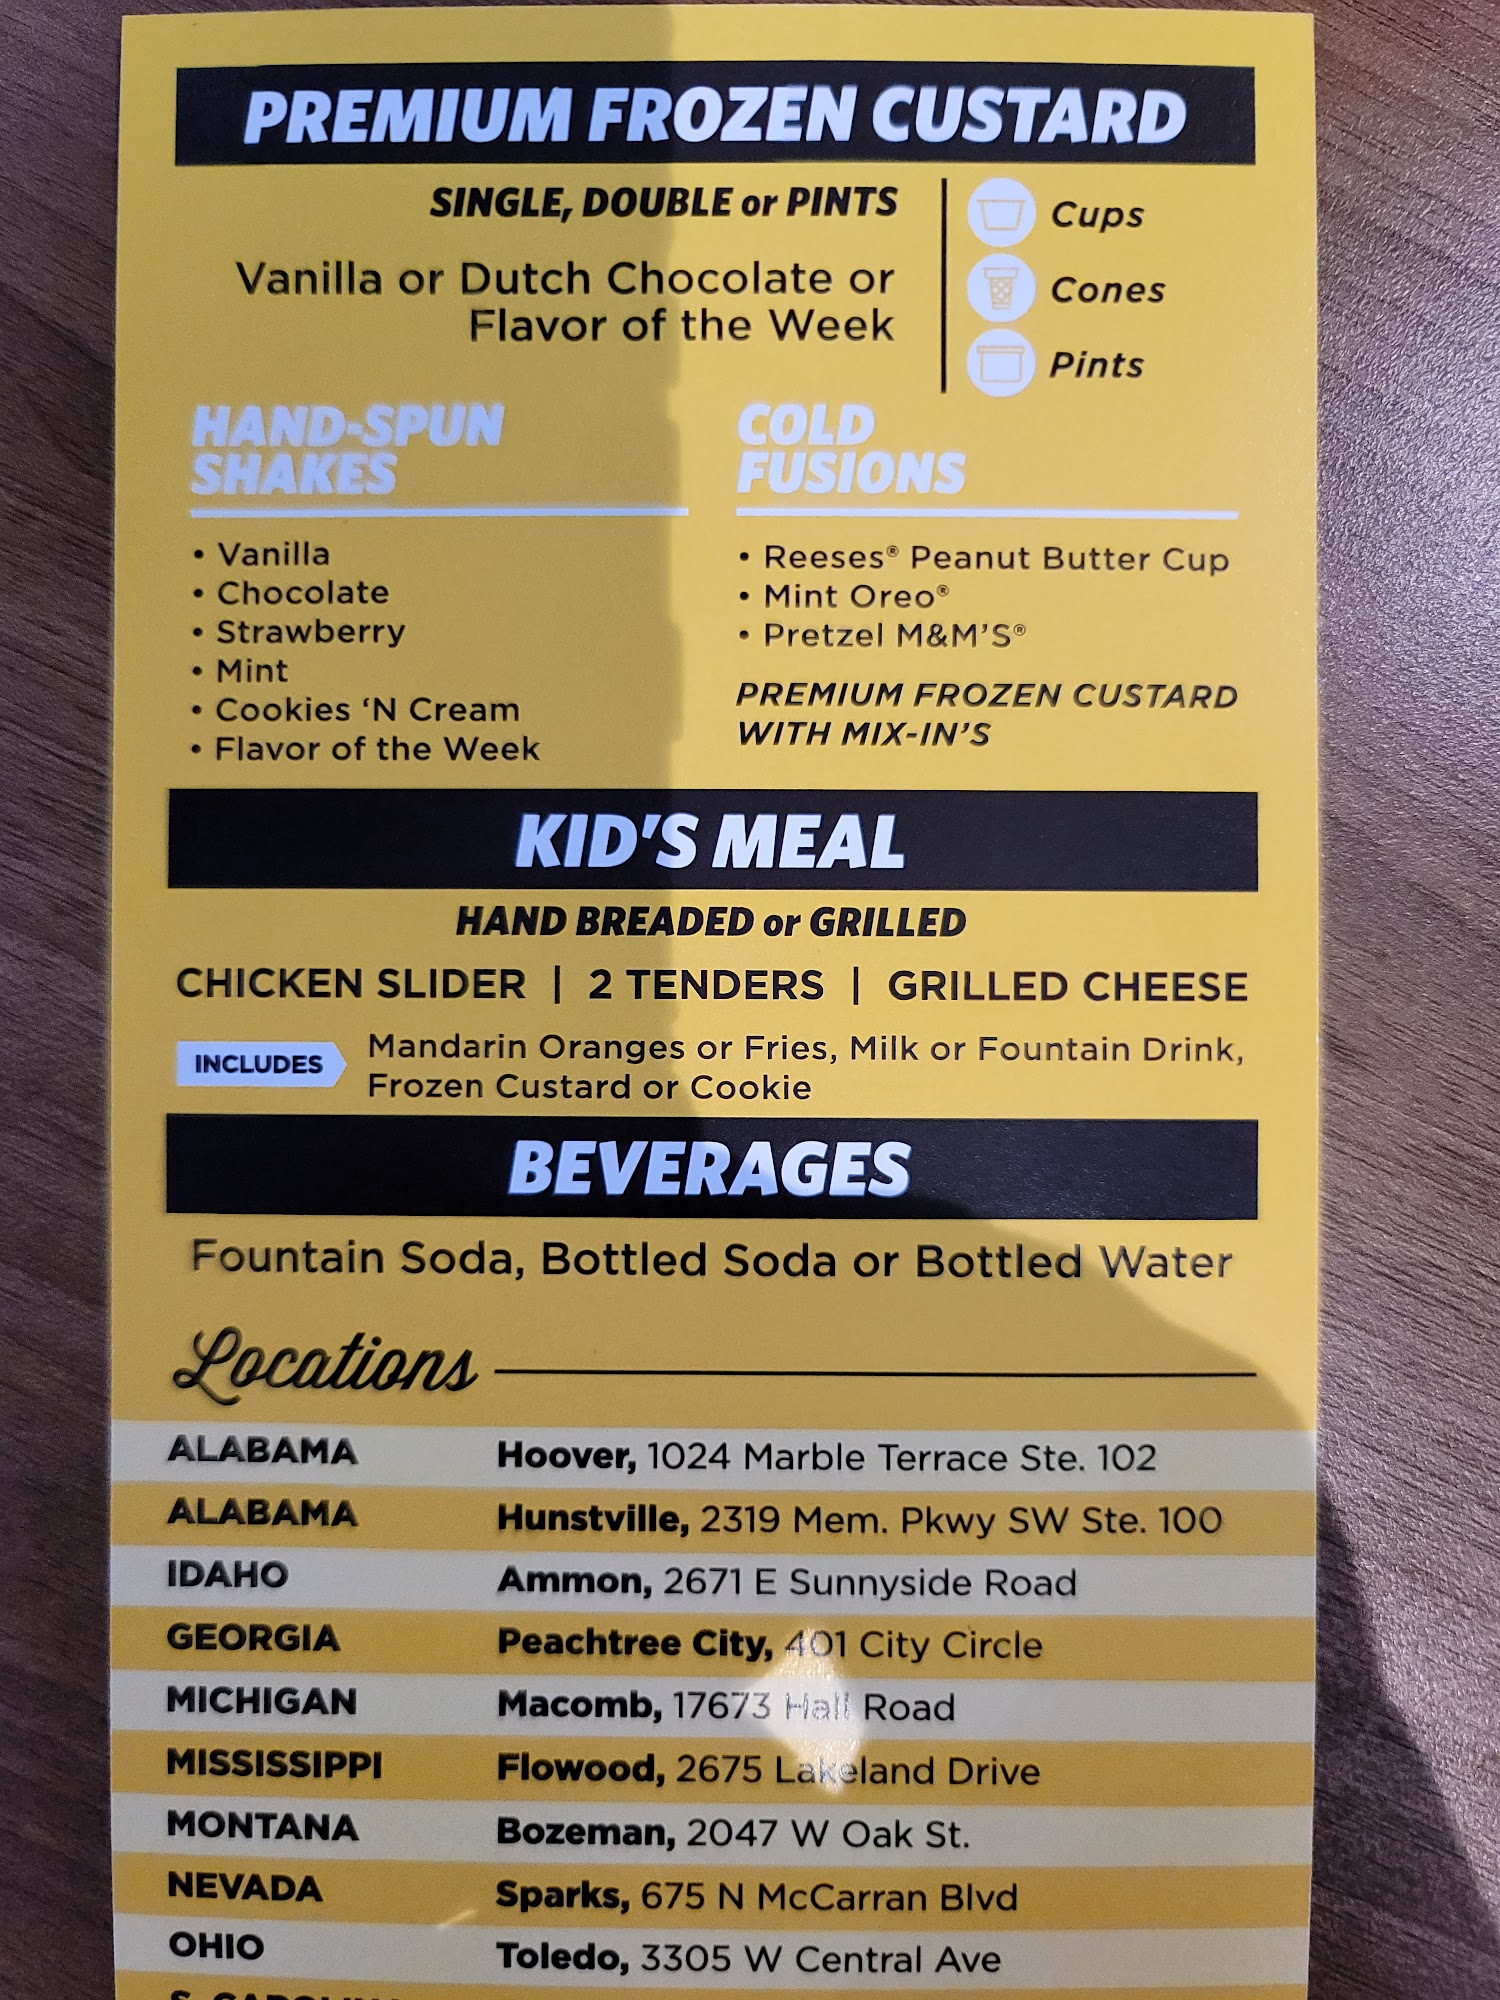 PREMIUM FROZEN CUSTARD
SINGLE, DOUBLE or PINTS
Vanilla or Dutch Chocolate or
Flavor of the Week
Cups
Cones
Pints
HAND-SPUN
SHAKES
• Vanilla
• Chocolate
• Strawberry
• Mint
• Cookies ‘N Cream
• Flavor of the Week
COLD
FUSIONS
• Reeses® Peanut Butter Cup
• Mint Oreo®
• Pretzel M&M’S®
PREMIUM FROZEN CUSTARD
WITH MIX-IN’S
KID’S MEAL
HAND BREADED or GRILLED
CHICKEN SLIDER | 2 TENDERS | GRILLED CHEESE
INCLUDES
Mandarin Oranges or Fries, Milk or Fountain Drink,
Frozen Custard or Cookie
BEVERAGES
Fountain Soda, Bottled Soda or Bottled Water
Locations
ALABAMA Hoover, 1024 Marble Terrace Ste. 102
ALABAMA Hunstville, 2319 Mem. Pkwy SW Ste. 100
IDAHO Ammon, 2671 E Sunnyside Road
GEORGIA Peachtree City, 401 City Circle
MICHIGAN Macomb, 17673 Hall Road
MISSISSIPPI Flowood, 2675 Lakeland Drive
MONTANA Bozeman, 2047 W Oak St.
NEVADA Sparks, 675 N McCarran Blvd
OHIO Toledo, 3305 W Central Ave